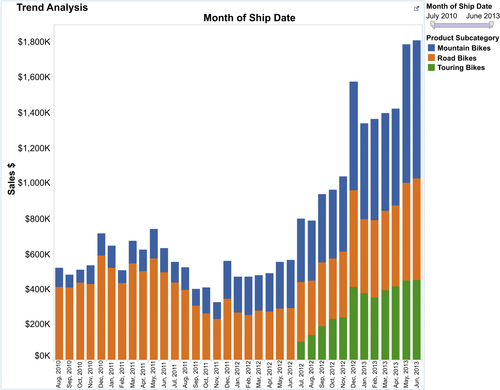 Trend Analysis
Month of Ship Date
Month of Ship Date
July 2010 June 2013
Product Subcategory
Mountain Bikes
Road Bikes
Touring Bikes
Sales $
$1,800K
$1,600K
$1,400K
$1,200K
$1,000K
$800K
$600K
$400K
$200K
$0K
Aug, 2010
Sep, 2010
Oct, 2010
Nov, 2010
Dec, 2010
Jan, 2011
Feb, 2011
Mar, 2011
Apr, 2011
May, 2011
Jun, 2011
Jul, 2011
Aug, 2011
Sep, 2011
Oct, 2011
Nov, 2011
Dec, 2011
Jan, 2012
Feb, 2012
Mar, 2012
Apr, 2012
May, 2012
Jun, 2012
Jul, 2012
Aug, 2012
Sep, 2012
Oct, 2012
Nov, 2012
Dec, 2012
Jan, 2013
Feb, 2013
Mar, 2013
Apr, 2013
May, 2013
Jun, 2013